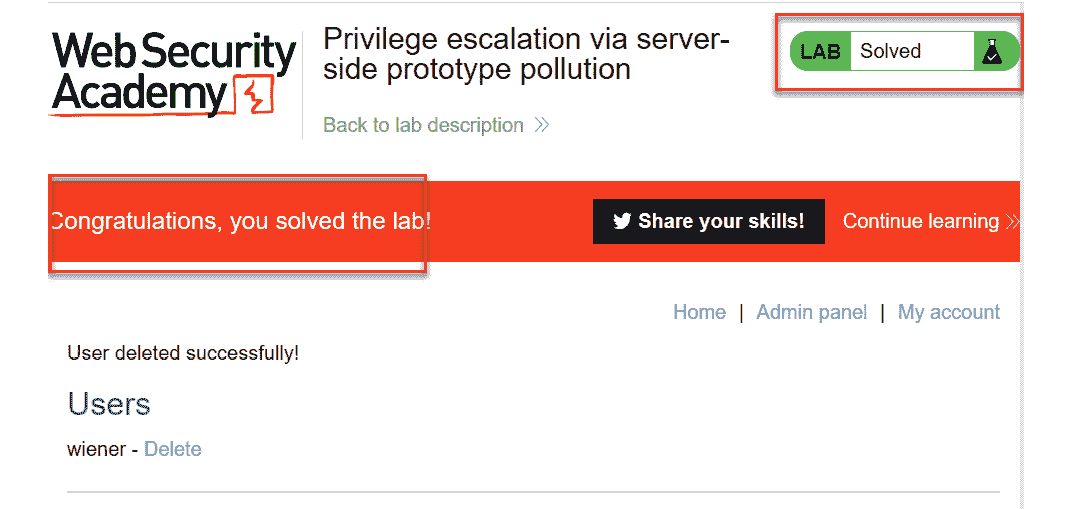 Web Security
Academy
Privilege escalation via server-
side prototype pollution
Back to lab description
LAB Solved
Congratulations, you solved the lab!
Share your skills!
Continue learning
Home | Admin panel | My account
User deleted successfully!
Users
wiener - Delete